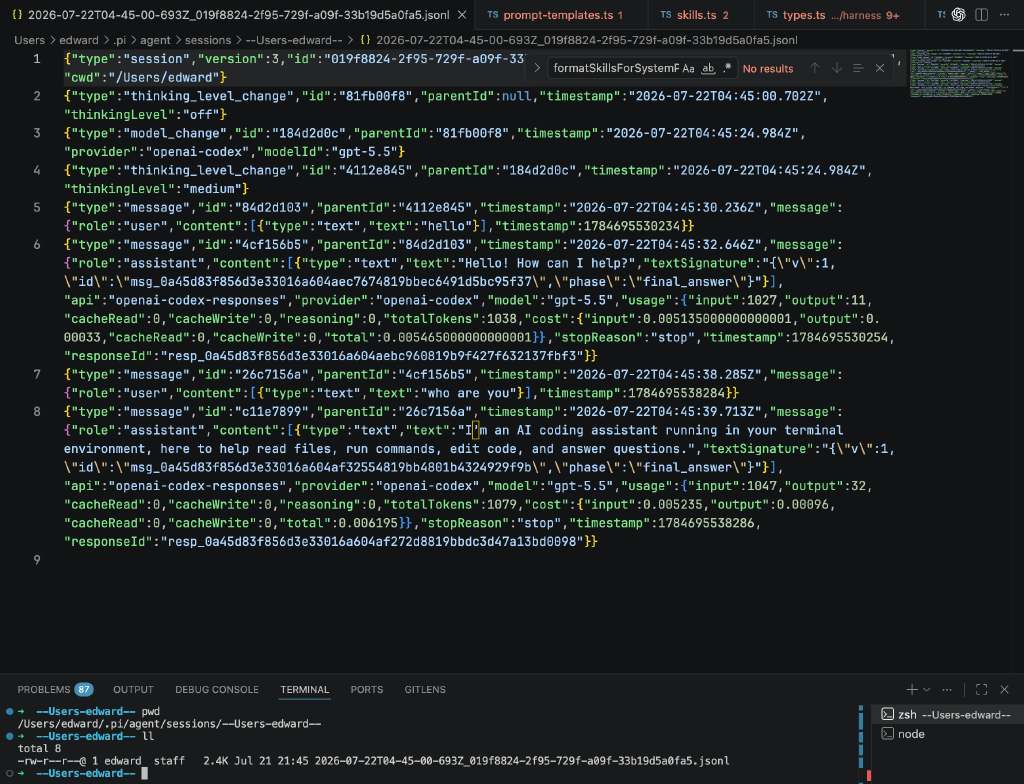 {} 2026-07-22T04-45-00-693Z_019f8824-2f95-729f-a09f-33b19d5a0fa5.jsonl
TS prompt-templates.ts 1
TS skills.ts 2
TS types.ts .../harness 9+
Users > edward > .pi > agent > sessions > --Users-edward-- > {} 2026-07-22T04-45-00-693Z_019f8824-2f95-729f-a09f-33b19d5a0fa5.jsonl
formatSkillsForSystemP Aa ab .* No results
1 {"type":"session","version":3,"id":"019f8824-2f95-729f-a09f-33
"cwd":"/Users/edward"}
2 {"type":"thinking_level_change","id":"81fb00f8","parentId":null,"timestamp":"2026-07-22T04:45:00.702Z",
"thinkingLevel":"off"}
3 {"type":"model_change","id":"184d2d0c","parentId":"81fb00f8","timestamp":"2026-07-22T04:45:24.984Z",
"provider":"openai-codex","modelId":"gpt-5.5"}
4 {"type":"thinking_level_change","id":"4112e845","parentId":"184d2d0c","timestamp":"2026-07-22T04:45:24.984Z",
"thinkingLevel":"medium"}
5 {"type":"message","id":"84d2d103","parentId":"4112e845","timestamp":"2026-07-22T04:45:30.236Z","message":
{"role":"user","content":[{"type":"text","text":"hello"}],"timestamp":1784695530234}}
6 {"type":"message","id":"4cf156b5","parentId":"84d2d103","timestamp":"2026-07-22T04:45:32.646Z","message":
{"role":"assistant","content":[{"type":"text","text":"Hello! How can I help?","textSignature":"{\"v\":1,
\"id\":\"msg_0a45d83f856d3e33016a604aec7674819bbec6491d5bc95f37\",\"phase\":\"final_answer\"}"}],
"api":"openai-codex-responses","provider":"openai-codex","model":"gpt-5.5","usage":{"input":1027,"output":11,
"cacheRead":0,"cacheWrite":0,"reasoning":0,"totalTokens":1038,"cost":{"input":0.005135000000000001,"output":0.
00033,"cacheRead":0,"cacheWrite":0,"total":0.005465000000000001}},"stopReason":"stop","timestamp":1784695530254,
"responseId":"resp_0a45d83f856d3e33016a604aebc960819b9f427f632137fbf3"}}
7 {"type":"message","id":"26c7156a","parentId":"4cf156b5","timestamp":"2026-07-22T04:45:38.285Z","message":
{"role":"user","content":[{"type":"text","text":"who are you"}],"timestamp":1784695538284}}
8 {"type":"message","id":"c11e7899","parentId":"26c7156a","timestamp":"2026-07-22T04:45:39.713Z","message":
{"role":"assistant","content":[{"type":"text","text":"I’m an AI coding assistant running in your terminal
environment, here to help read files, run commands, edit code, and answer questions.","textSignature":"{\"v\":1,
\"id\":\"msg_0a45d83f856d3e33016a604af32554819bb4801b4324929f9b\",\"phase\":\"final_answer\"}"}],
"api":"openai-codex-responses","provider":"openai-codex","model":"gpt-5.5","usage":{"input":1047,"output":32,
"cacheRead":0,"cacheWrite":0,"reasoning":0,"totalTokens":1079,"cost":{"input":0.005235,"output":0.00096,
"cacheRead":0,"cacheWrite":0,"total":0.006195}},"stopReason":"stop","timestamp":1784695538286,
"responseId":"resp_0a45d83f856d3e33016a604af272d8819bbdc3d47a13bd0098"}}
9
PROBLEMS 87 OUTPUT DEBUG CONSOLE TERMINAL PORTS GITLENS
➜ --Users-edward-- pwd
/Users/edward/.pi/agent/sessions/--Users-edward--
➜ --Users-edward-- ll
total 8
-rw-r--r--@ 1 edward staff 2.4K Jul 21 21:45 2026-07-22T04-45-00-693Z_019f8824-2f95-729f-a09f-33b19d5a0fa5.jsonl
➜ --Users-edward--
zsh --Users-edward--
node